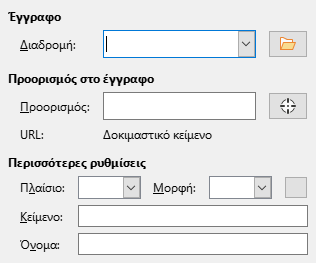 Έγγραφο
Διαδρομή:
Προορισμός στο έγγραφο
Προορισμός:
URL: Δοκιμαστικό κείμενο
Περισσότερες ρυθμίσεις
Πλαίσιο: Μορφή:
Κείμενο:
Όνομα: